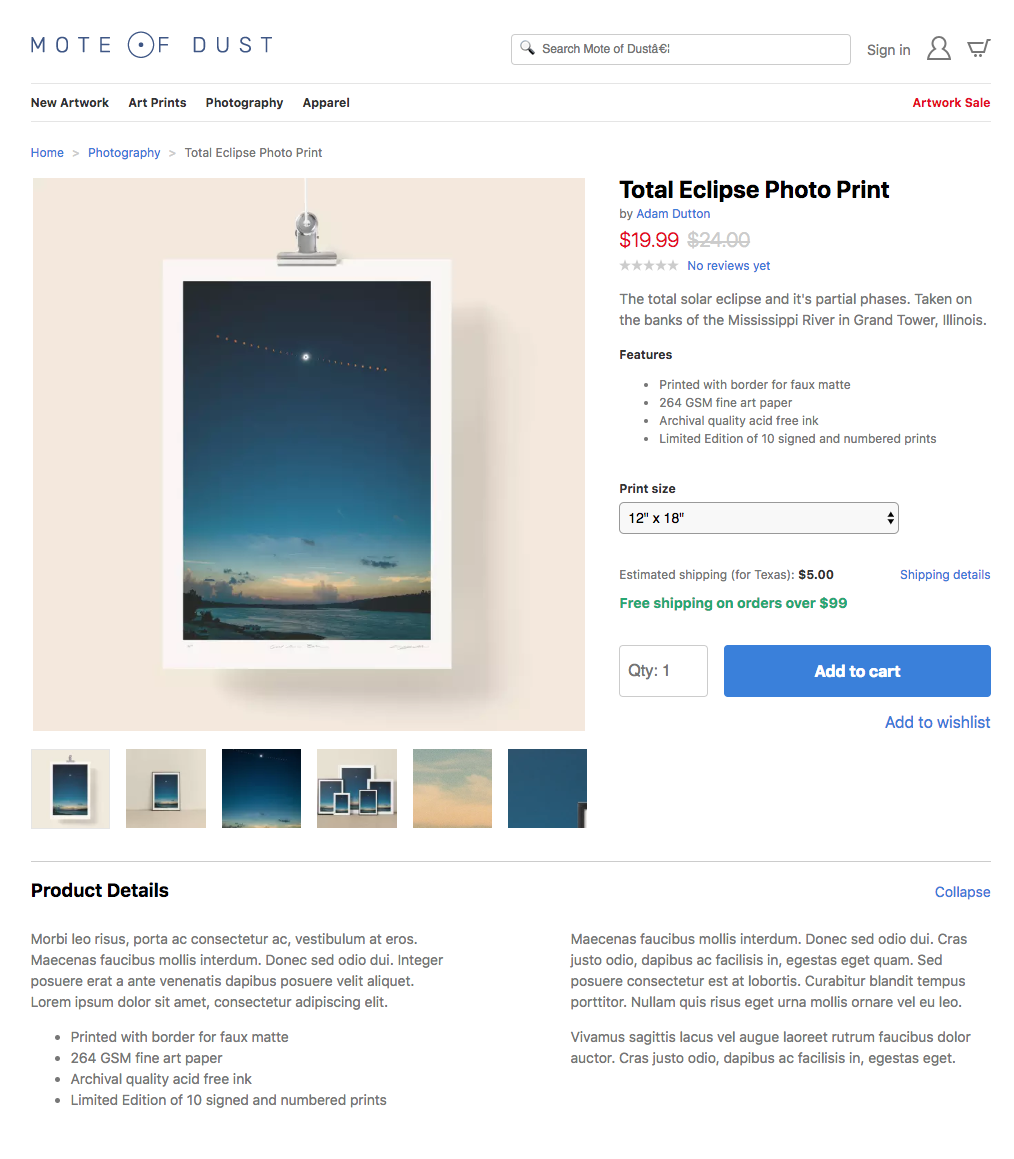 MOTE OF DUST
Search Mote of Dustâ€¦
Sign in
New Artwork Art Prints Photography Apparel Artwork Sale
Home > Photography > Total Eclipse Photo Print
Total Eclipse Photo Print
by Adam Dutton
$19.99 $24.00
★★★★★ No reviews yet
The total solar eclipse and it's partial phases. Taken on
the banks of the Mississippi River in Grand Tower, Illinois.
Features
• Printed with border for faux matte
• 264 GSM fine art paper
• Archival quality acid free ink
• Limited Edition of 10 signed and numbered prints
Print size
12" x 18"
Estimated shipping (for Texas): $5.00 Shipping details
Free shipping on orders over $99
Qty: 1 Add to cart
Add to wishlist
Product Details Collapse
Morbi leo risus, porta ac consectetur ac, vestibulum at eros.
Maecenas faucibus mollis interdum. Donec sed odio dui. Integer
posuere erat a ante venenatis dapibus posuere velit aliquet.
Lorem ipsum dolor sit amet, consectetur adipiscing elit.
• Printed with border for faux matte
• 264 GSM fine art paper
• Archival quality acid free ink
• Limited Edition of 10 signed and numbered prints
Maecenas faucibus mollis interdum. Donec sed odio dui. Cras
justo odio, dapibus ac facilisis in, egestas eget quam. Sed
posuere consectetur est at lobortis. Curabitur blandit tempus
porttitor. Nullam quis risus eget urna mollis ornare vel eu leo.
Vivamus sagittis lacus vel augue laoreet rutrum faucibus dolor
auctor. Cras justo odio, dapibus ac facilisis in, egestas eget.